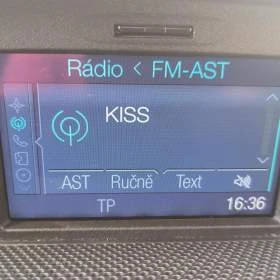 Rádio < FM-AST
KISS
AST Ručně Text
TP 16:36